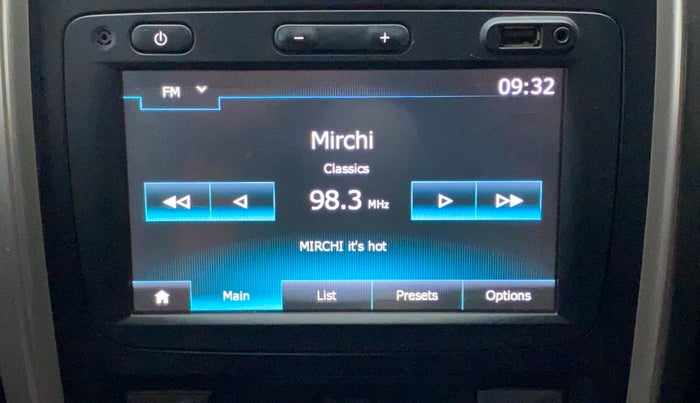 FM
09:32
Mirchi
Classics
98.3 MHz
MIRCHI it's hot
Main List Presets Options